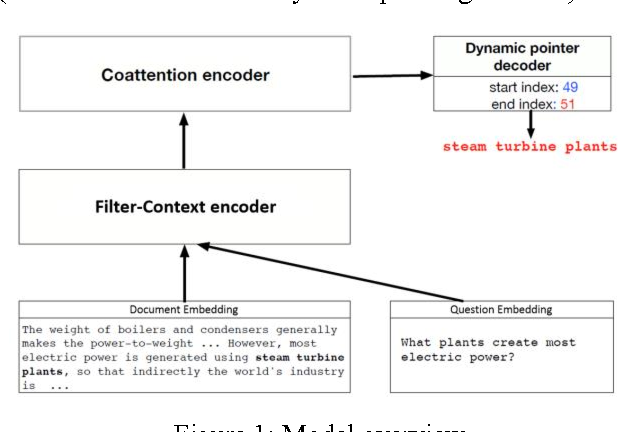 Coattention encoder
Dynamic pointer
decoder
start index: 49
end index: 51
steam turbine plants
Filter-Context encoder
Document Embedding
The weight of boilers and condensers generally
makes the power-to-weight ... However, most
electric power is generated using steam turbine
plants, so that indirectly the world's industry
is ...
Question Embedding
What plants create most
electric power?
Figure 1: Model overview